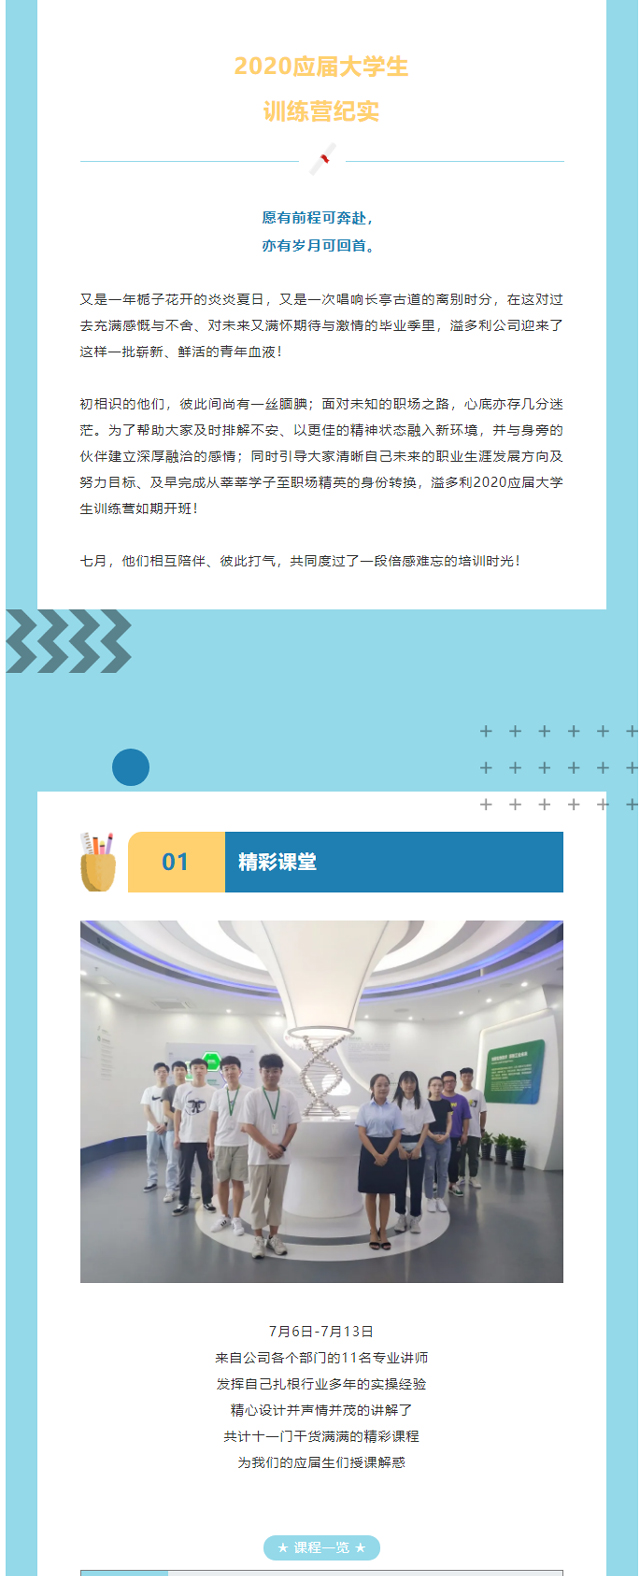 2020应届大学生
训练营纪实
愿有前程可奔赴，
亦有岁月可回首。
又是一年栀子花开的炎炎夏日，又是一次唱响长亭古道的离别时分，在这对过
去充满感慨与不舍、对未来又满怀期待与激情的毕业季里，溢多利公司迎来了
这样一批崭新、鲜活的青年血液！
初相识的他们，彼此间尚有一丝腼腆；面对未知的职场之路，心底亦存几分迷
茫。为了帮助大家及时排解不安、以更佳的精神状态融入新环境，并与身旁的
伙伴建立深厚融洽的感情；同时引导大家清晰自己未来的职业生涯发展方向及
努力目标、及早完成从莘莘学子至职场精英的身份转换，溢多利2020应届大学
生训练营如期开班！
七月，他们相互陪伴、彼此打气，共同度过了一段倍感难忘的培训时光！
01 精彩课堂
7月6日-7月13日
来自公司各个部门的11名专业讲师
发挥自己扎根行业多年的实操经验
精心设计并声情并茂的讲解了
共计十一门干货满满的精彩课程
为我们的应届生们授课解惑
★ 课程一览 ★